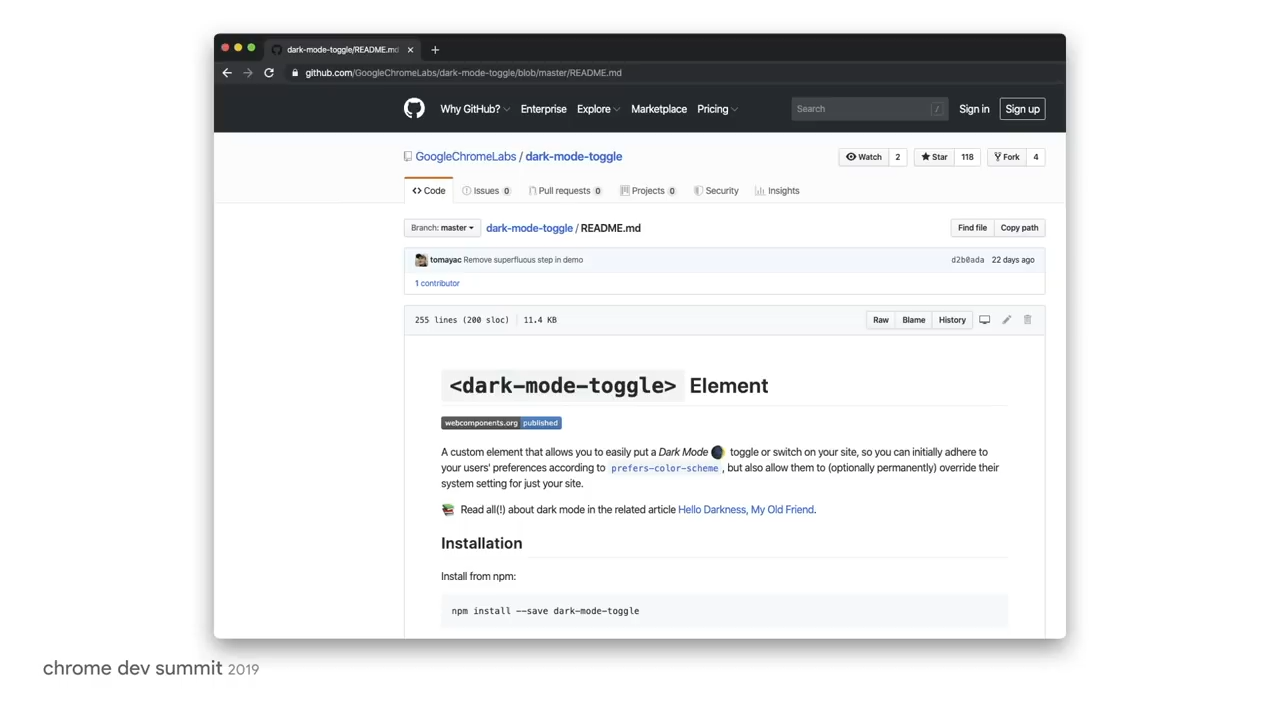 dark-mode-toggle/README.md
github.com/GoogleChromeLabs/dark-mode-toggle/blob/master/README.md
Why GitHub? Enterprise Explore Marketplace Pricing Search / Sign in Sign up
GoogleChromeLabs / dark-mode-toggle Watch 2 Star 118 Fork 4
<> Code Issues 0 Pull requests 0 Projects 0 Security Insights
Branch: master dark-mode-toggle / README.md Find file Copy path
tomayac Remove superfluous step in demo d2b0ada 22 days ago
1 contributor
255 lines (200 sloc) 11.4 KB Raw Blame History
<dark-mode-toggle> Element
webcomponents.org published
A custom element that allows you to easily put a Dark Mode 🌒 toggle or switch on your site, so you can initially adhere to
your users' preferences according to prefers-color-scheme, but also allow them to (optionally permanently) override their
system setting for just your site.
📚 Read all(!) about dark mode in the related article Hello Darkness, My Old Friend.
Installation
Install from npm:
npm install --save dark-mode-toggle
chrome dev summit 2019